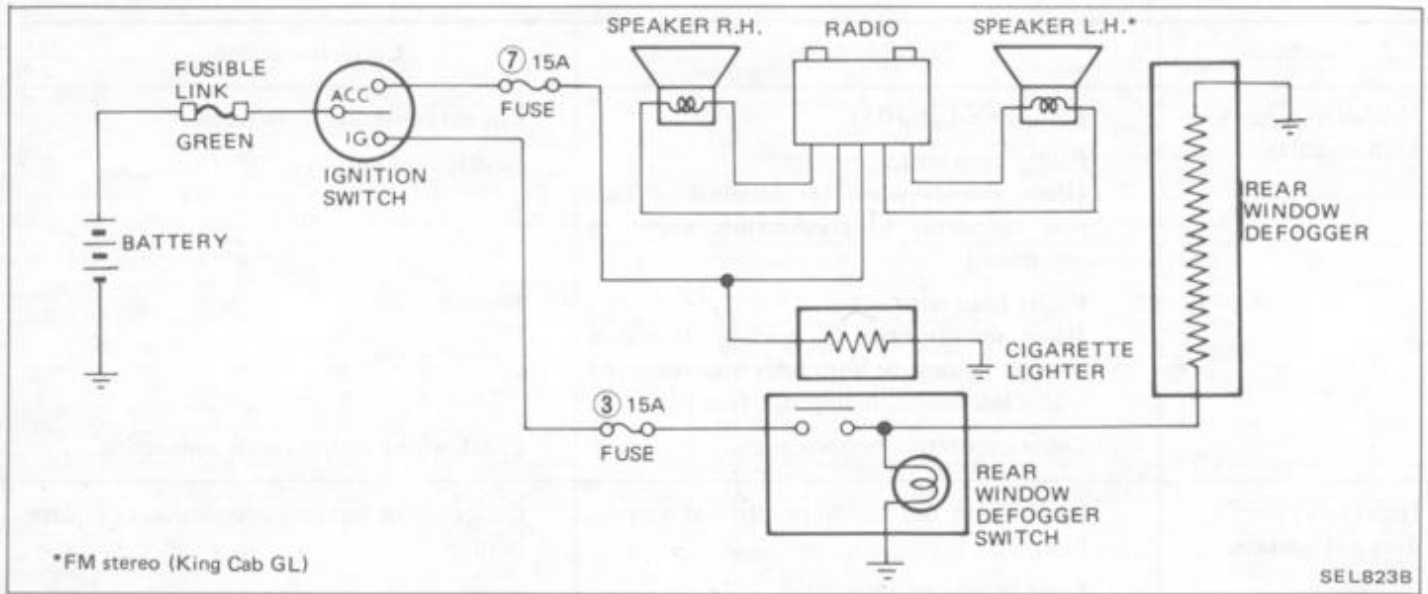 SPEAKER R.H.
RADIO
SPEAKER L.H.*
FUSIBLE
LINK
GREEN
ACC
IG
IGNITION
SWITCH
⑦ 15A
FUSE
BATTERY
REAR
WINDOW
DEFOGGER
CIGARETTE
LIGHTER
③ 15A
FUSE
REAR
WINDOW
DEFOGGER
SWITCH
*FM stereo (King Cab GL)
SEL823B